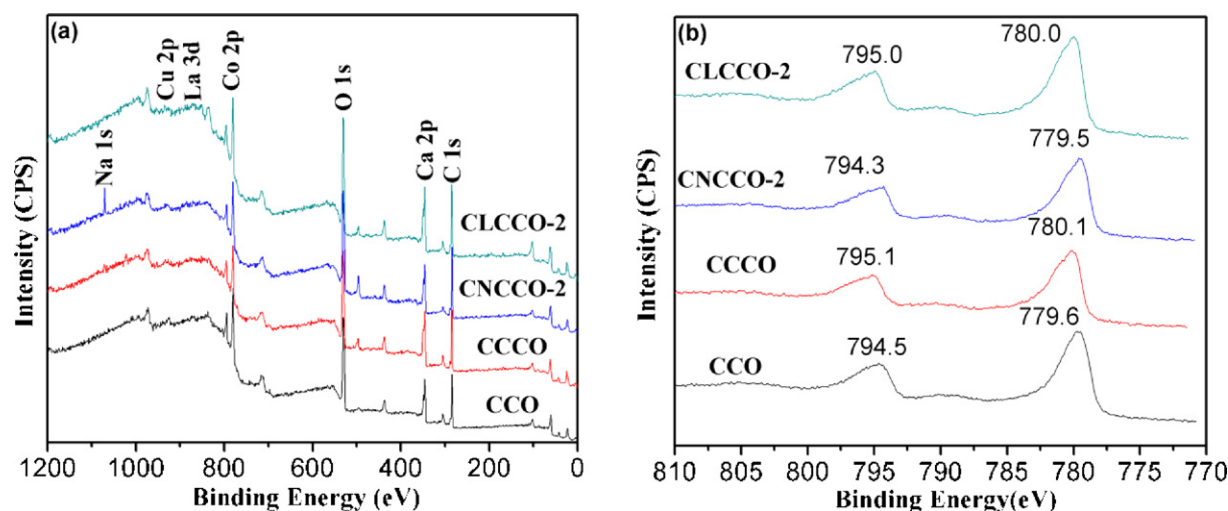 (a)
Cu 2p
La 3d
Co 2p
O 1s
Ca 2p
C 1s
Na 1s
CLCCO-2
CNCCO-2
CCCO
CCO
Intensity (CPS)
1200 1000 800 600 400 200 0
Binding Energy (eV)
(b)
795.0
780.0
CLCCO-2
794.3
779.5
CNCCO-2
795.1
780.1
CCCO
794.5
779.6
CCO
Intensity (CPS)
810 805 800 795 790 785 780 775 770
Binding Energy(eV)